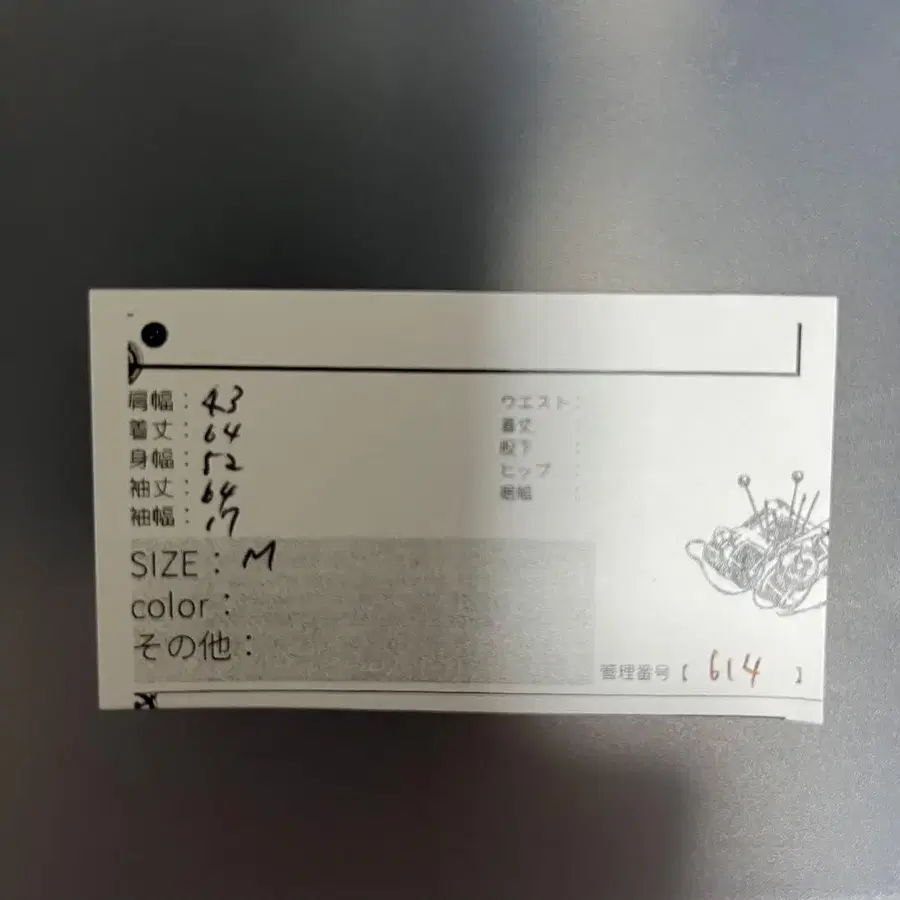 肩幅：43
着丈：64
身幅：52
袖丈：64
袖幅：17
ウエスト：
着丈：
股下：
ヒップ：
裾幅：
SIZE：M
color：
その他：
管理番号【 614 】